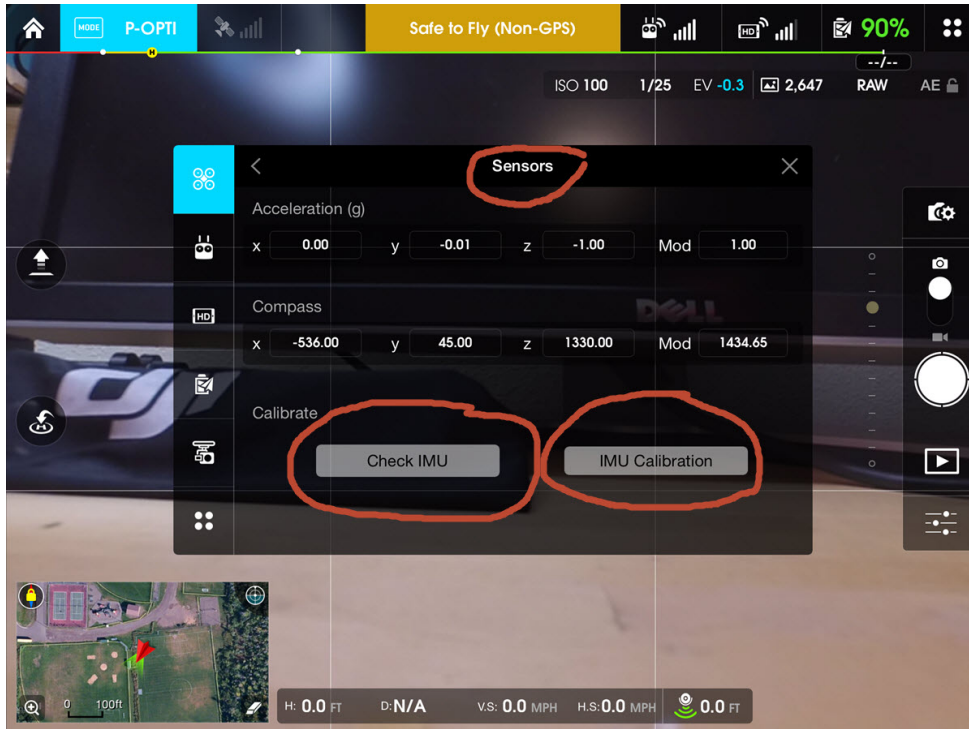 MODE P-OPTI Safe to Fly (Non-GPS) HD 90%
H
--/--
ISO 100 1/25 EV -0.3 2,647 RAW AE
Sensors
Acceleration (g)
x 0.00 y -0.01 z -1.00 Mod 1.00
DELL
Compass
HD
x -536.00 y 45.00 z 1330.00 Mod 1434.65
Calibrate
Check IMU IMU Calibration
0 100ft
H: 0.0 FT D:N/A V.S: 0.0 MPH H.S:0.0 MPH 0.0 FT